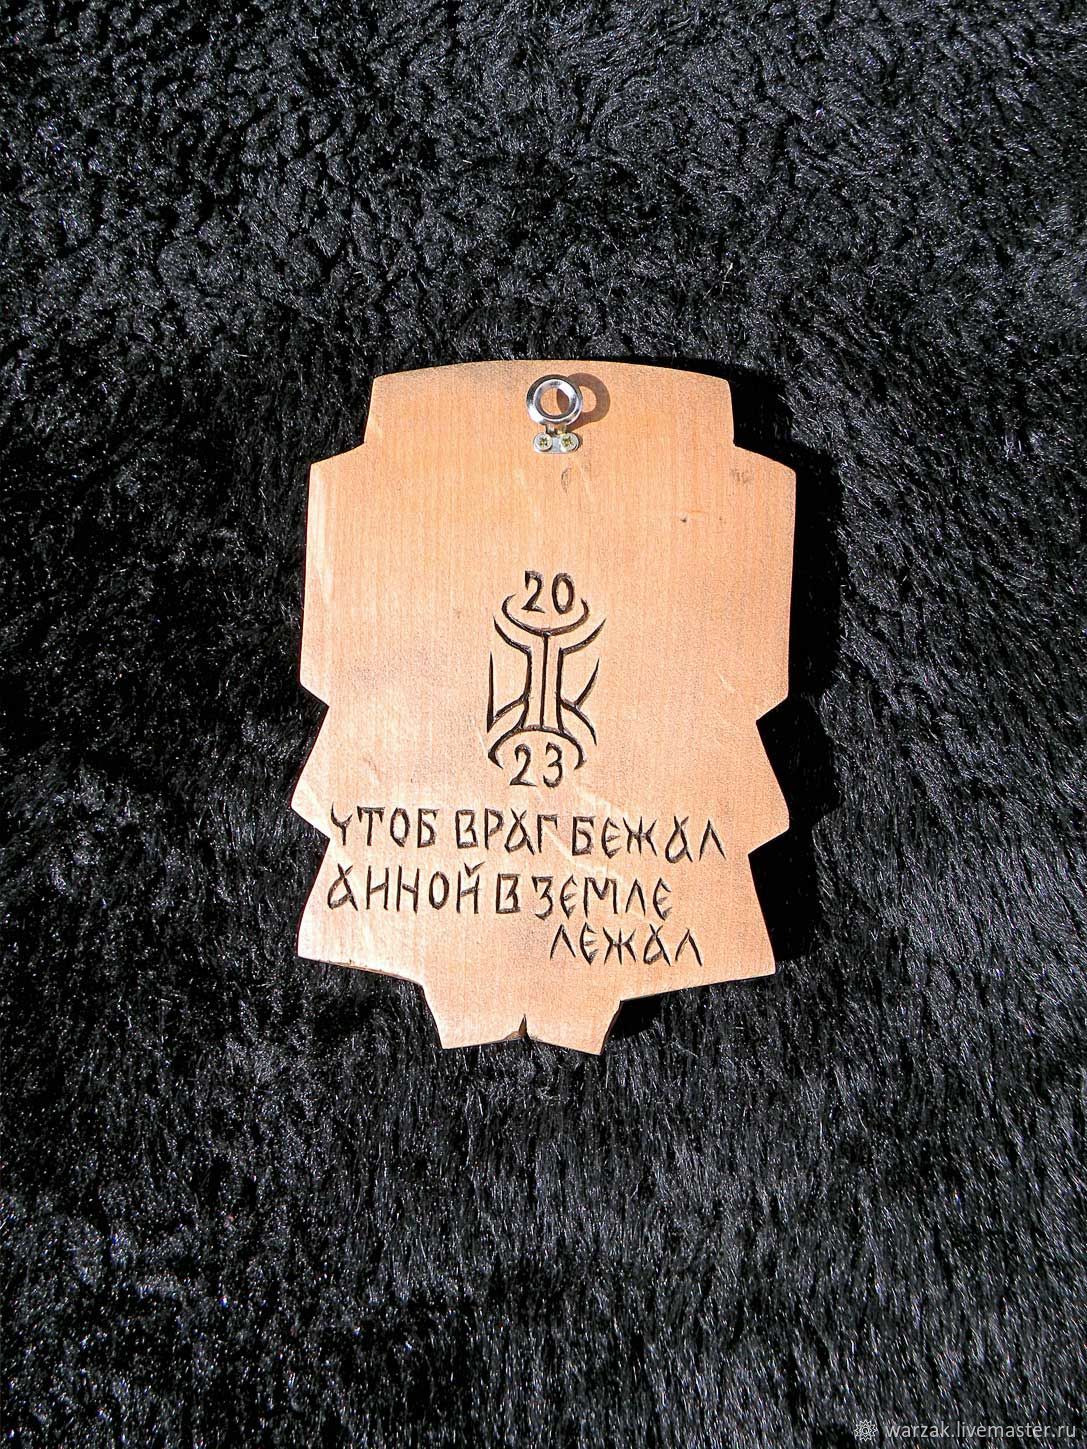 20
23
ЧТОБ ВРАГ БЕЖАЛ
А ИНОЙ В ЗЕМЛЕ
ЛЕЖАЛ
warzak.livemaster.ru